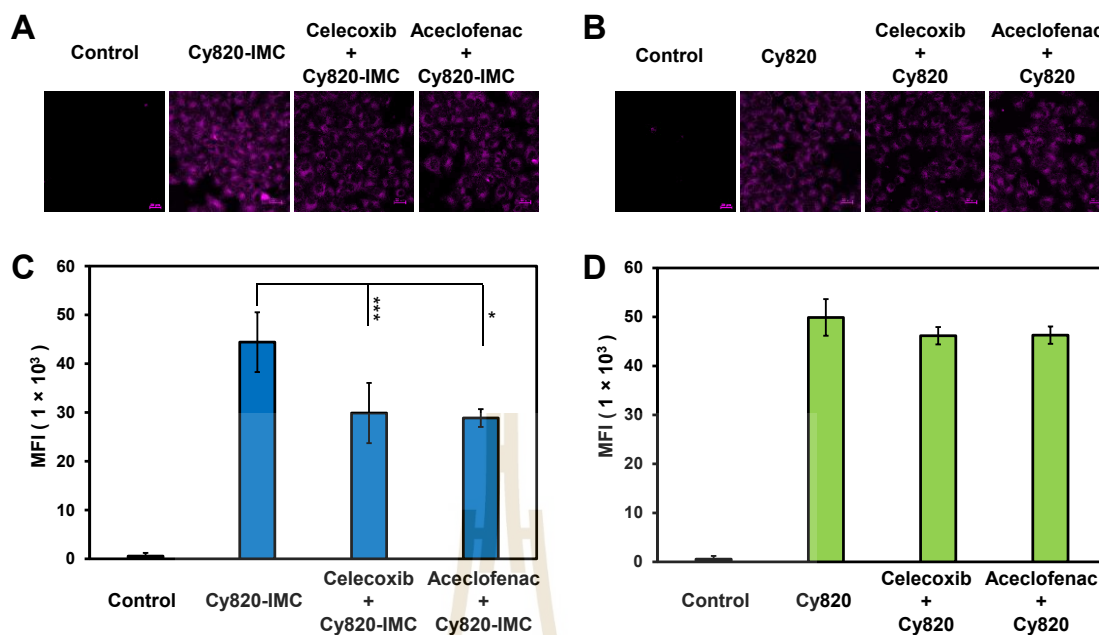 A
Control
Cy820-IMC
Celecoxib
+
Cy820-IMC
Aceclofenac
+
Cy820-IMC
B
Control
Cy820
Celecoxib
+
Cy820
Aceclofenac
+
Cy820
C
MFI ( 1 × 10³ )
60
50
40
30
20
10
0
***
*
Control
Cy820-IMC
Celecoxib
+
Cy820-IMC
Aceclofenac
+
Cy820-IMC
D
MFI ( 1 × 10³ )
60
50
40
30
20
10
0
Control
Cy820
Celecoxib
+
Cy820
Aceclofenac
+
Cy820